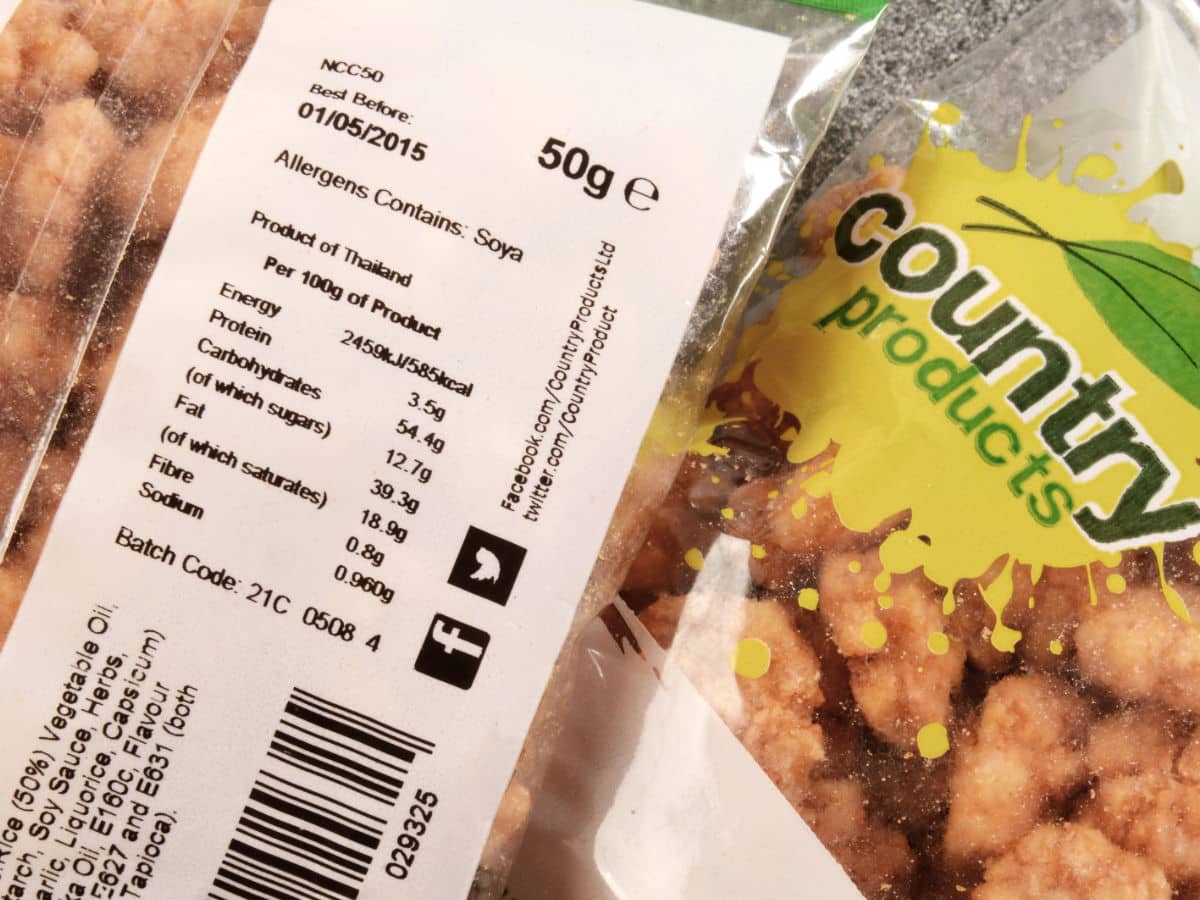 NCC50
Best Before:
01/05/2015
50g e
Allergens Contains: Soya
Product of Thailand
Per 100g of Product
Energy 2459kJ/585kcal
Protein 3.5g
Carbohydrates 54.4g
(of which sugars) 12.7g
Fat 39.3g
(of which saturates) 18.9g
Fibre 0.8g
Sodium 0.960g
Batch Code: 21C 0508 4
Facebook.com/CountryProductsLtd
twitter.com/CountryProduct
f
Rice (50%) Vegetable Oil,
Soy Sauce, Herbs,
Liquorice, Capsicum)
Oil, E160c, Flavour
E627 and E631 (both
Tapioca).
029325
country
products